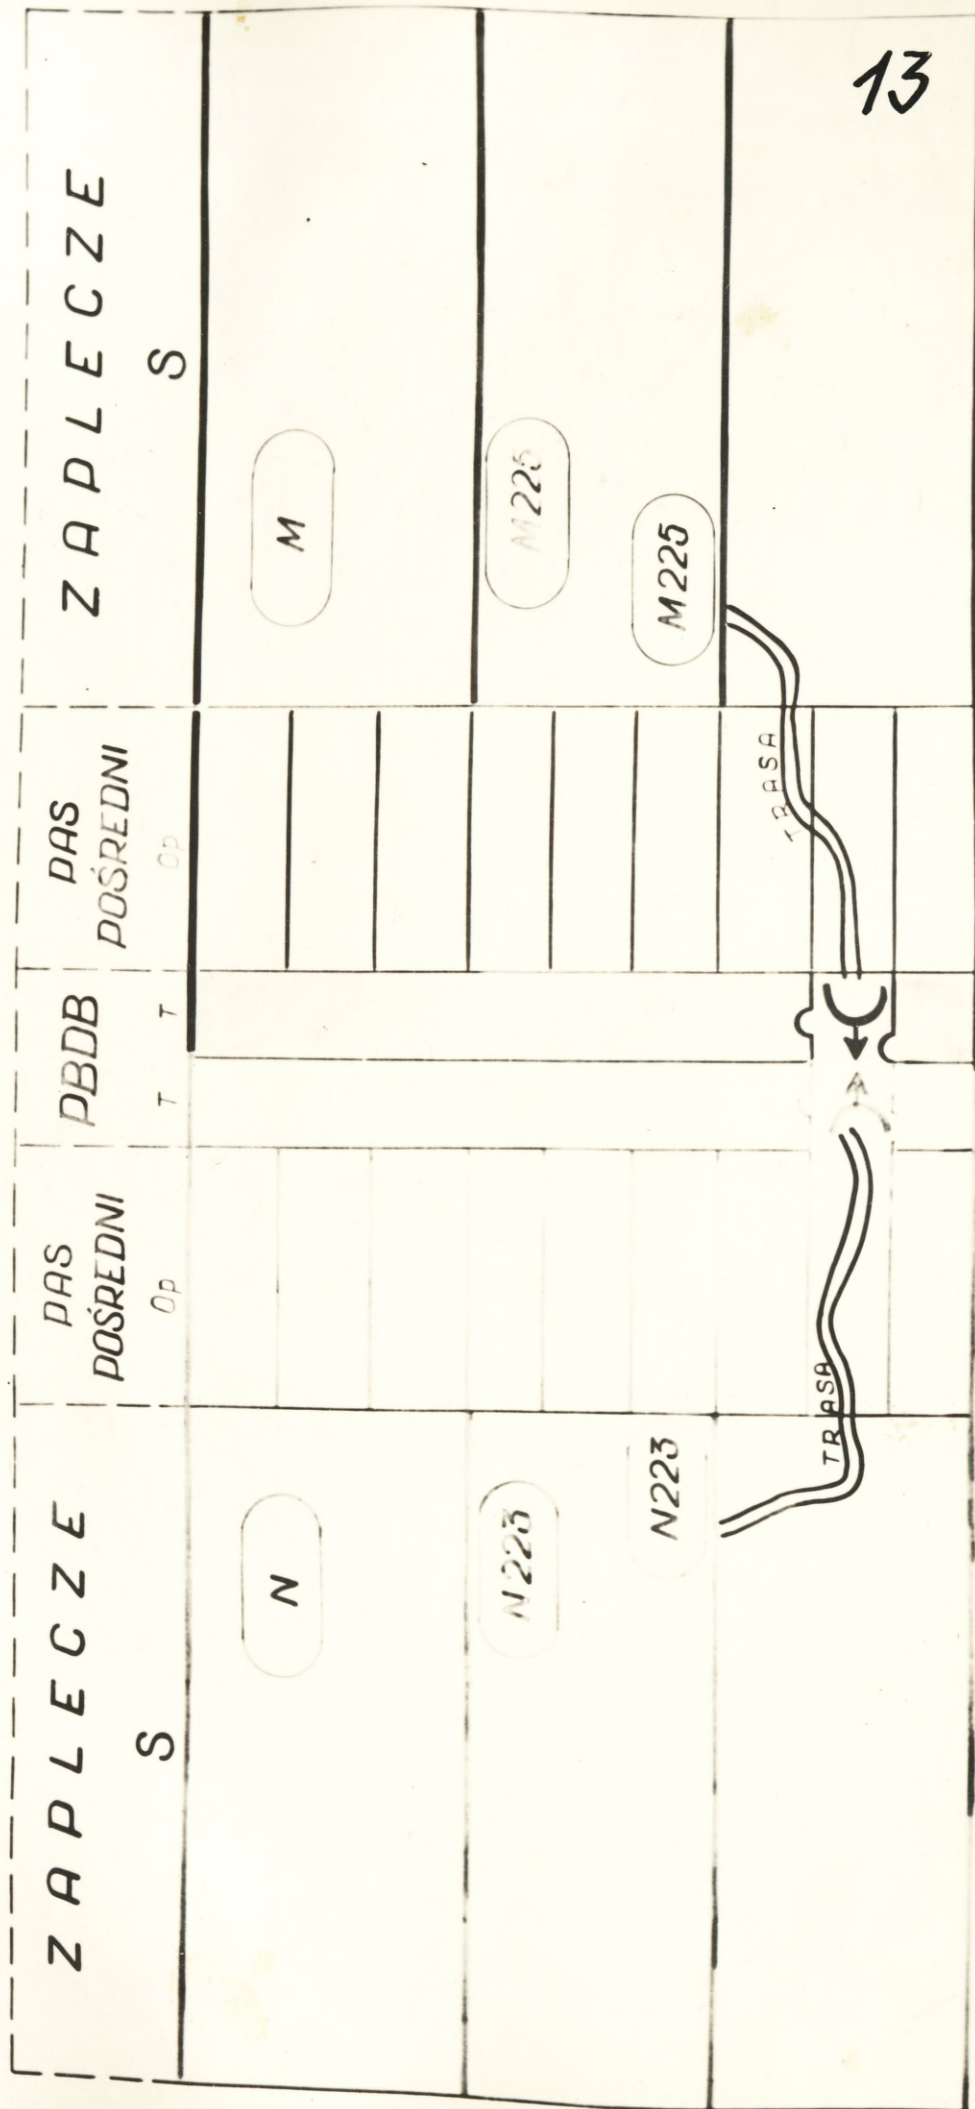 13
ZAPLECZE
PAS
POŚREDNI
PBDB
PAS
POŚREDNI
ZAPLECZE
S
Op
T
T
Op
S
N
M
N223
M225
N223
M225
TRASA
TRASA